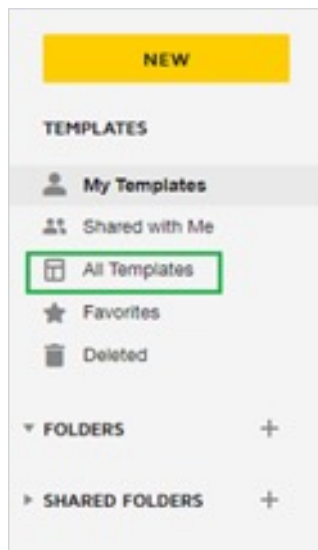 NEW
TEMPLATES
My Templates
Shared with Me
All Templates
Favorites
Deleted
FOLDERS
SHARED FOLDERS